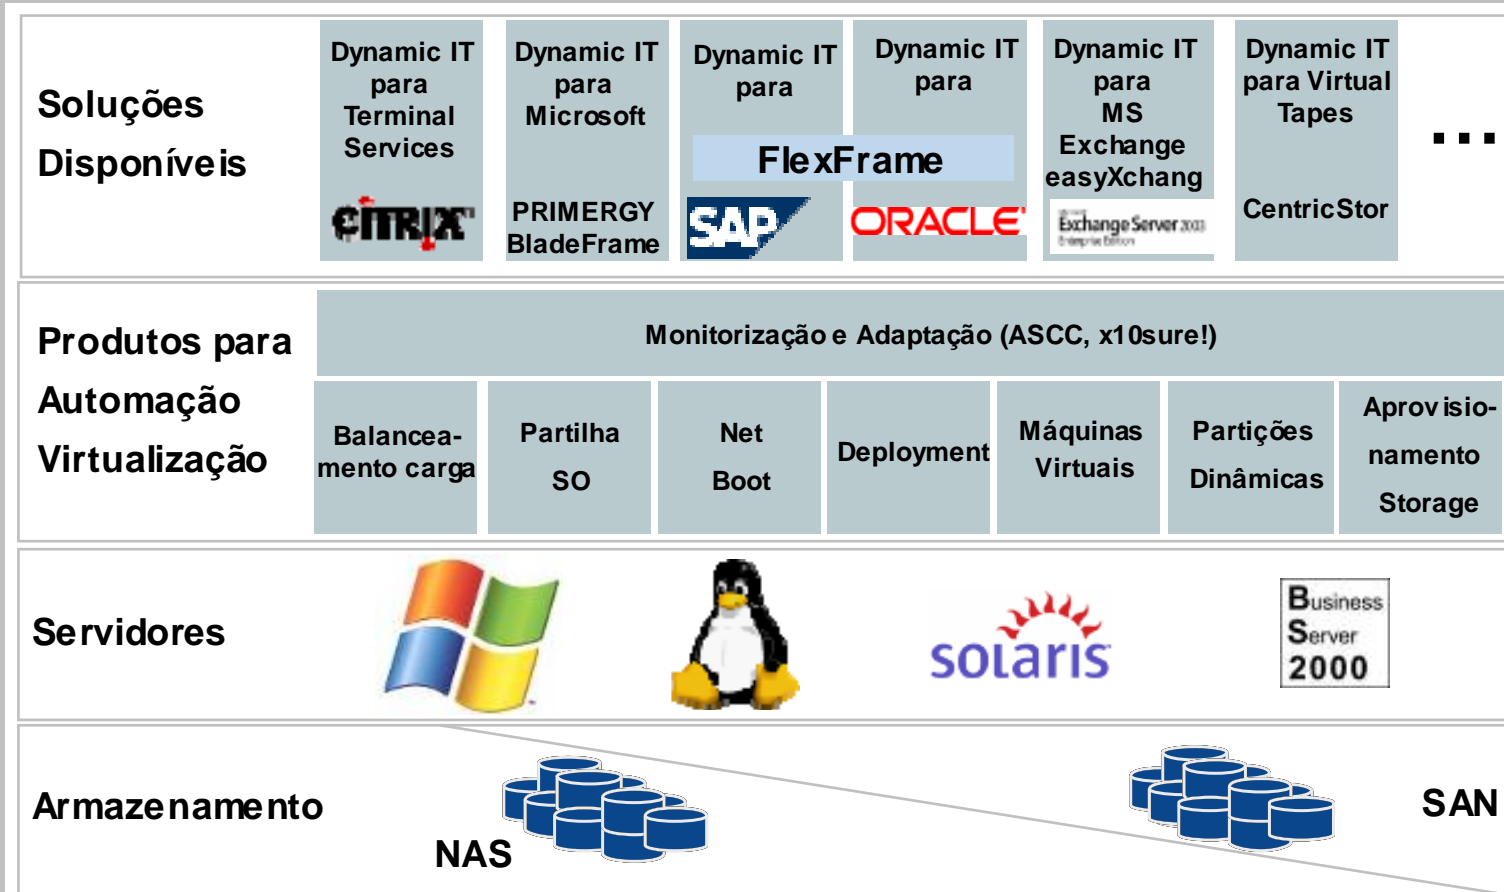 Soluções
Disponíveis
Dynamic IT
para
Terminal
Services
CITRIX
Dynamic IT
para
Microsoft
PRIMERGY
BladeFrame
Dynamic IT
para
Dynamic IT
para
FlexFrame
SAP
ORACLE
Dynamic IT
para
MS
Exchange
easyXchang
Exchange Server 2003
Enterprise Edition
Dynamic IT
para Virtual
Tapes
CentricStor
...
Produtos para
Automação
Virtualização
Monitorização e Adaptação (ASCC, x10sure!)
Balancea-
mento carga
Partilha
SO
Net
Boot
Deployment
Máquinas
Virtuais
Partições
Dinâmicas
Aprovisio-
namento
Storage
Servidores
solaris
Business
Server
2000
Armazenamento
NAS
SAN